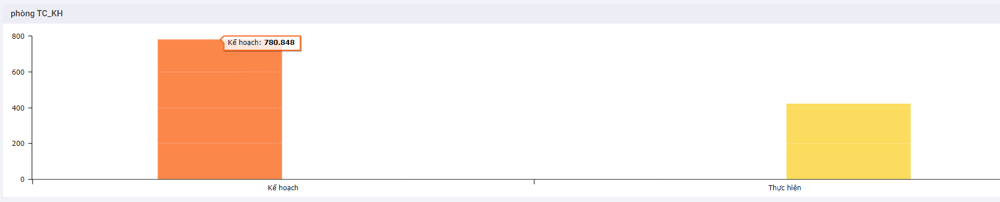 phòng TC_KH
800
Kế hoạch: 780.848
600
400
200
0
Kế hoạch
Thực hiện